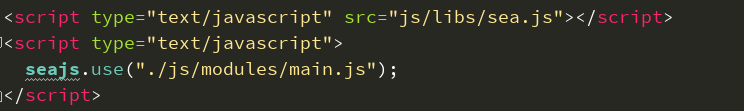 <script type="text/javascript" src="js/libs/sea.js"></script>
<script type="text/javascript">
seajs.use("./js/modules/main.js");
</script>